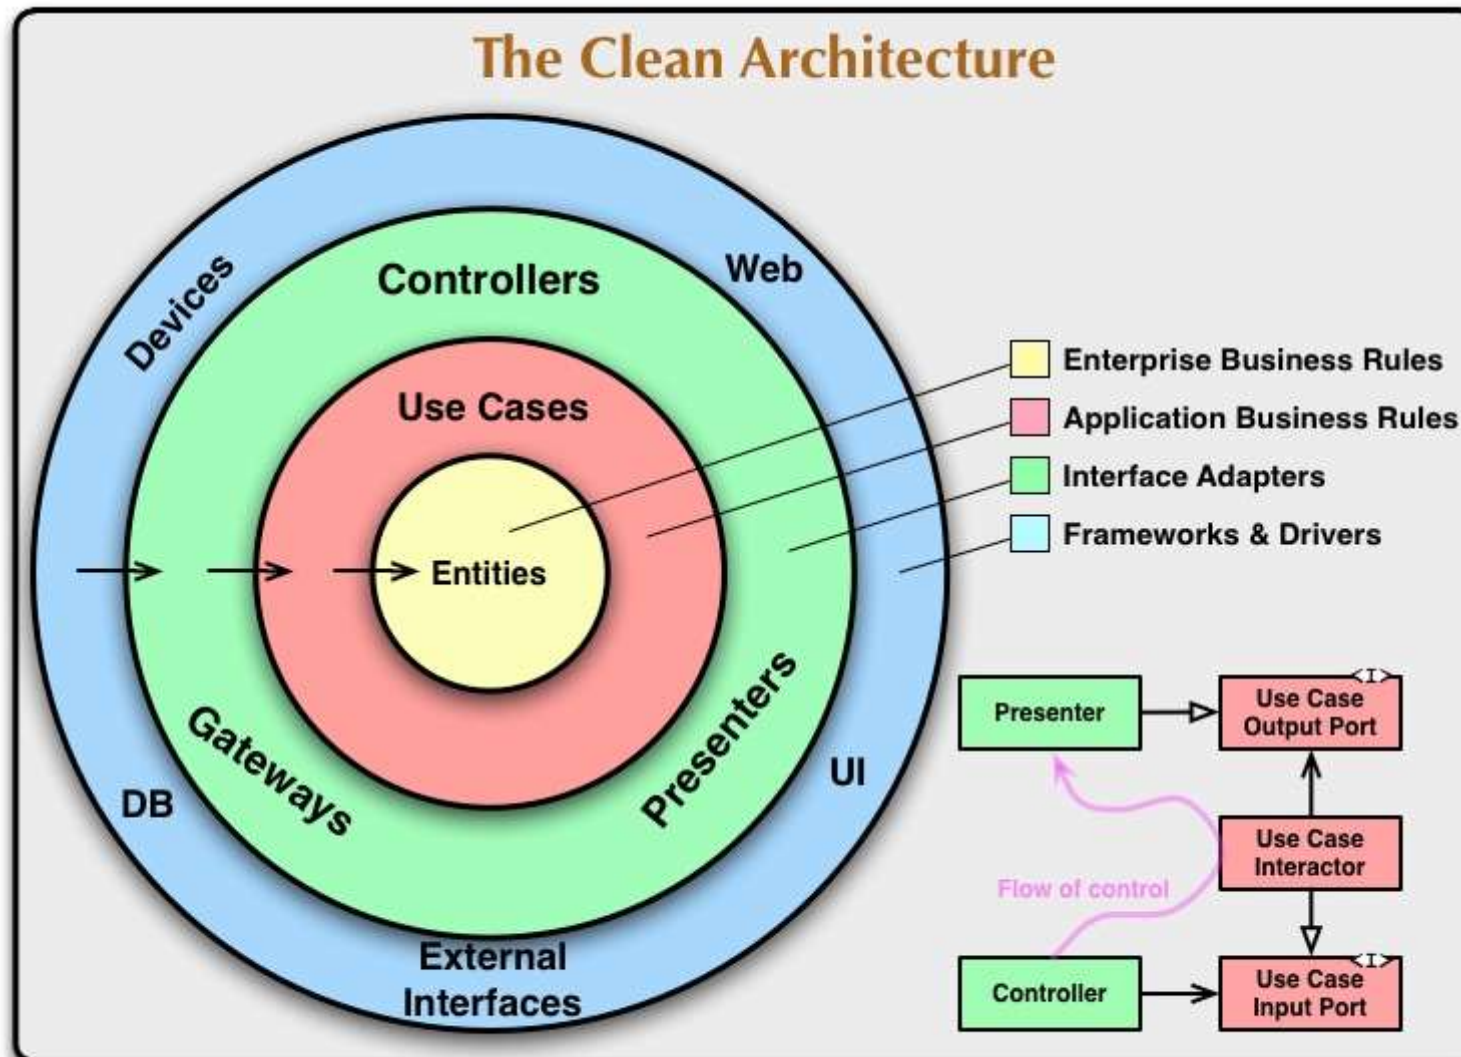 The Clean Architecture
Devices
Controllers
Web
Use Cases
Entities
Gateways
Presenters
DB
UI
External
Interfaces
Enterprise Business Rules
Application Business Rules
Interface Adapters
Frameworks & Drivers
Presenter
<I>
Use Case
Output Port
Use Case
Interactor
Flow of control
Controller
<I>
Use Case
Input Port